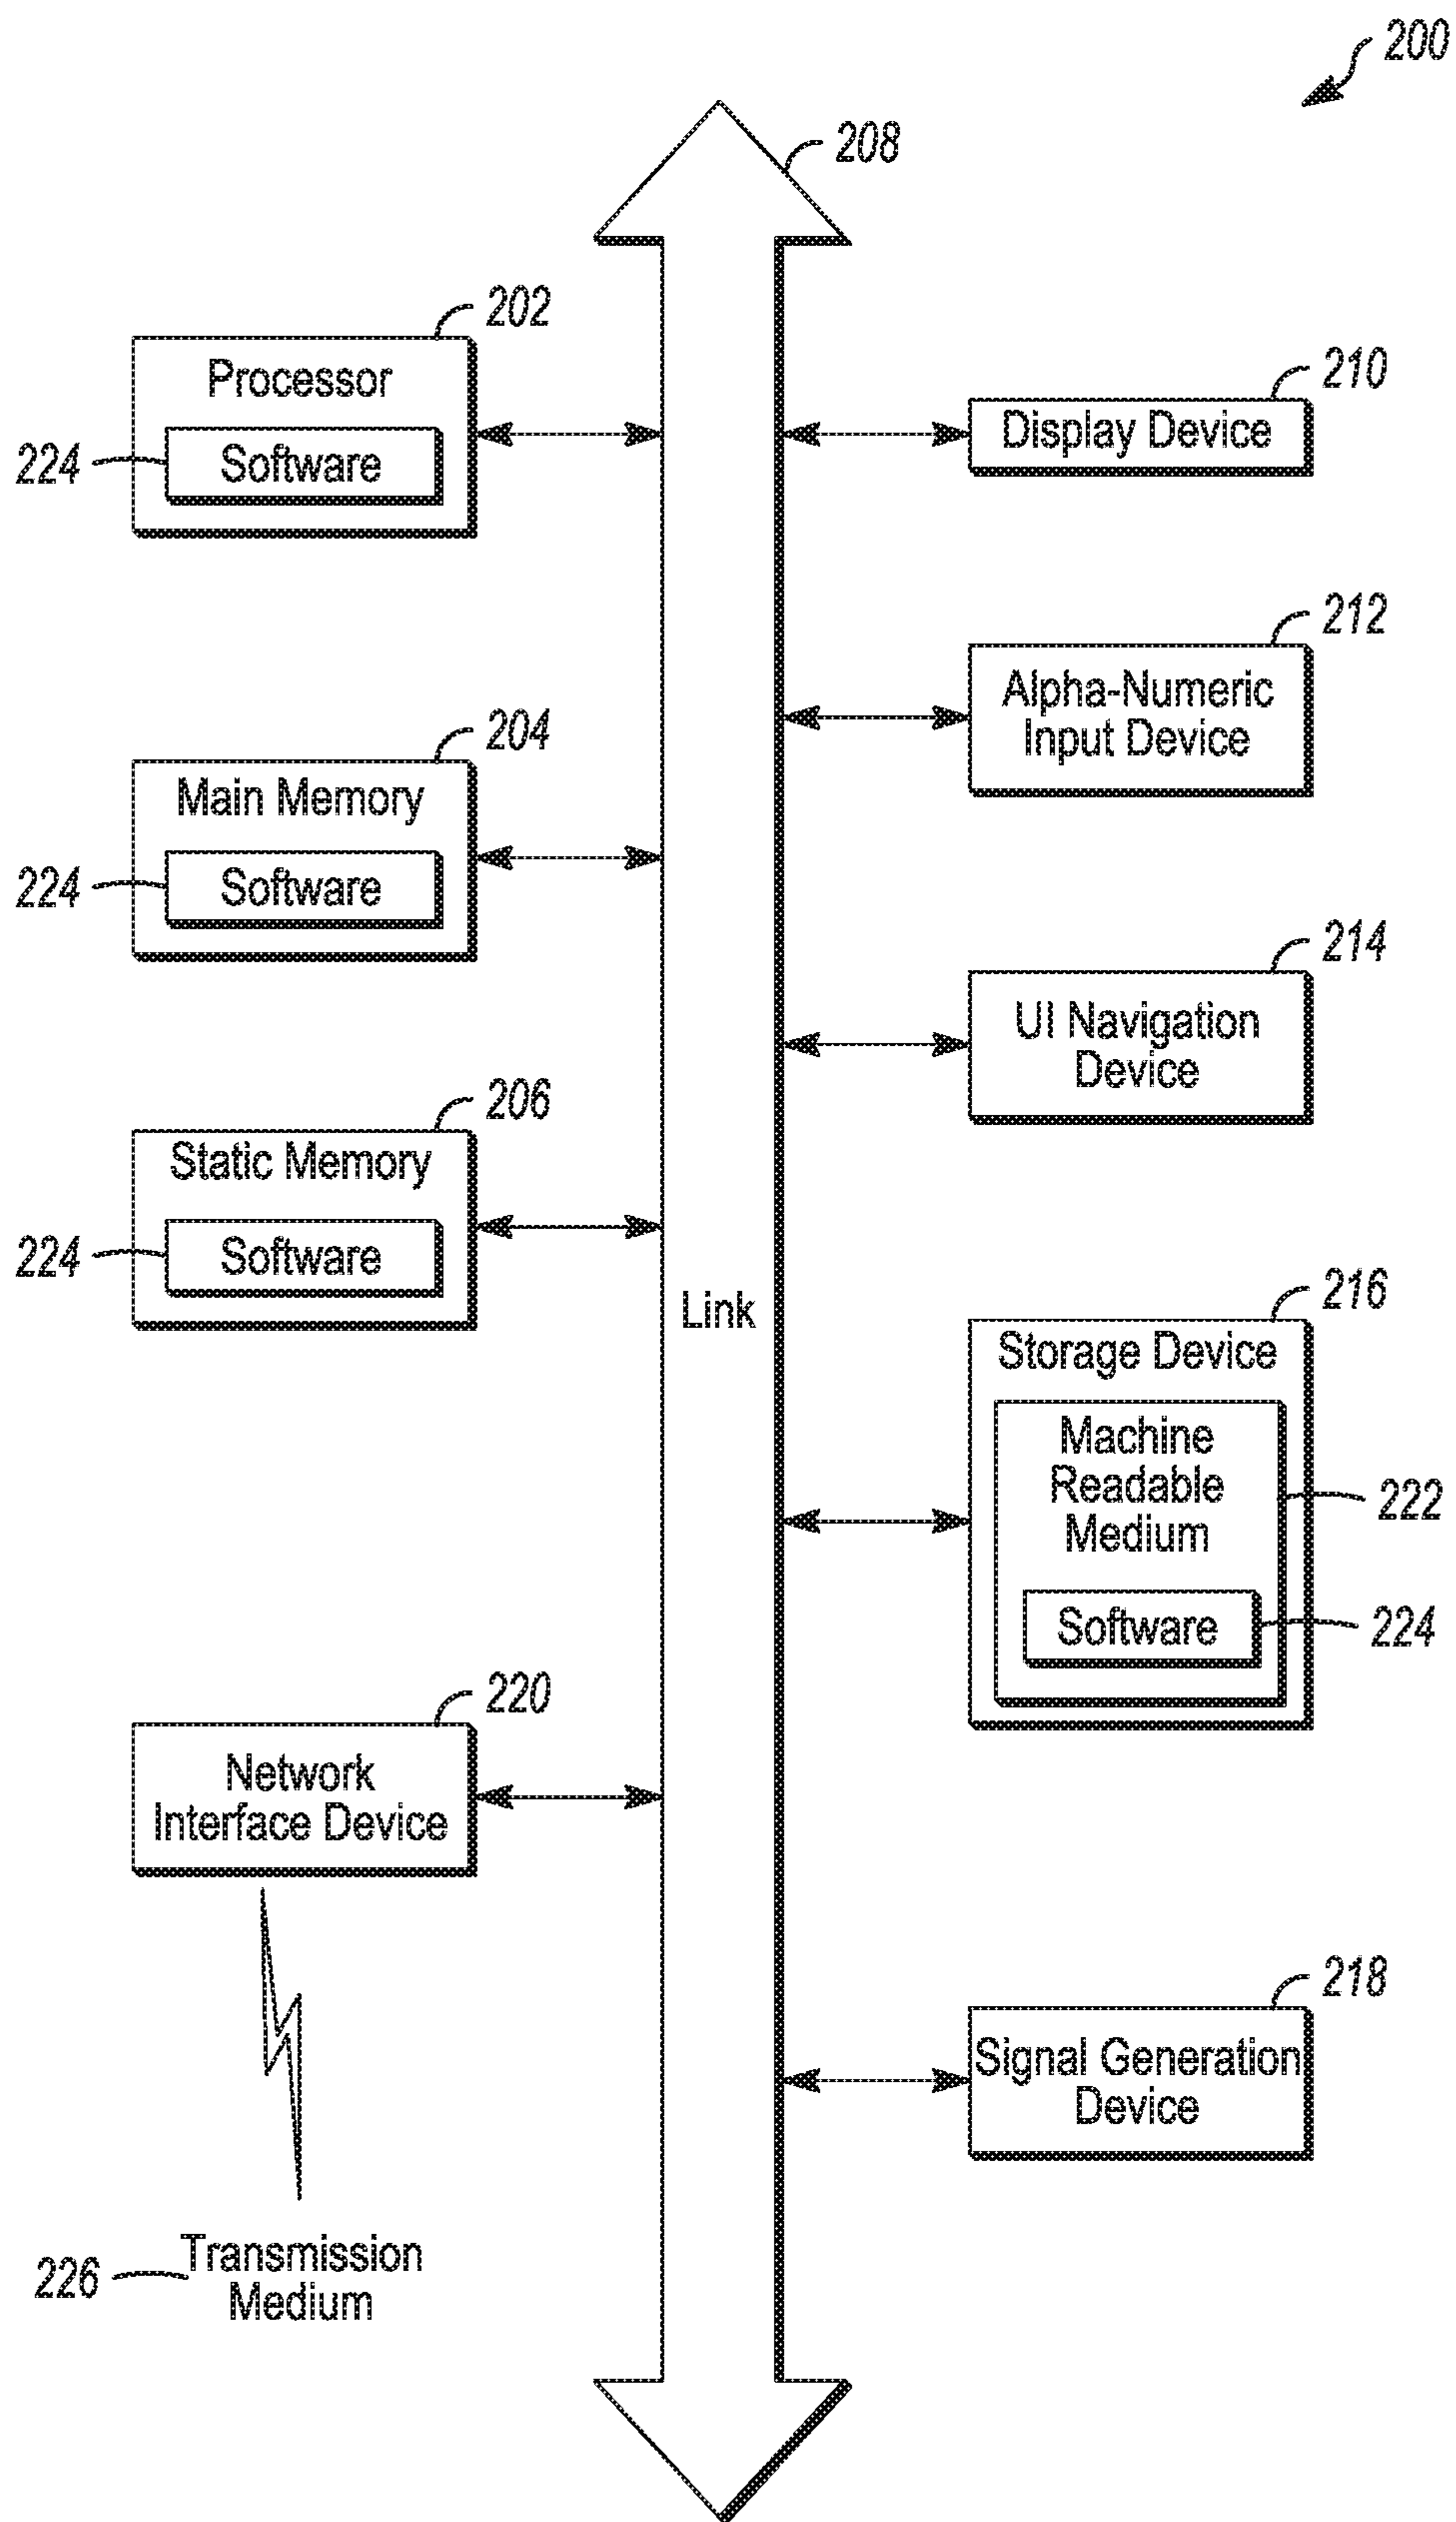 200
208
202
Processor
224
Software
210
Display Device
212
Alpha-Numeric
Input Device
204
Main Memory
224
Software
214
UI Navigation
Device
206
Static Memory
224
Software
Link
216
Storage Device
Machine
Readable
Medium
222
Software
224
220
Network
Interface Device
218
Signal Generation
Device
226
Transmission
Medium